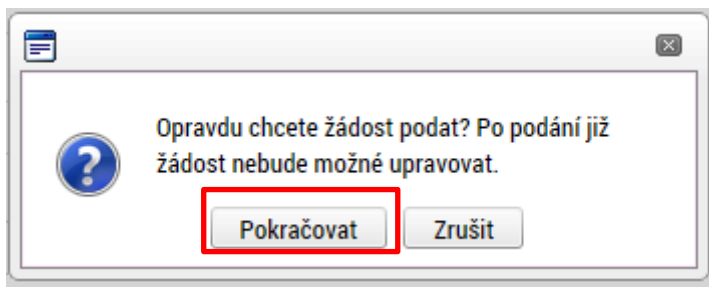 Opravdu chcete žádost podat? Po podání již
žádost nebude možné upravovat.
Pokračovat Zrušit